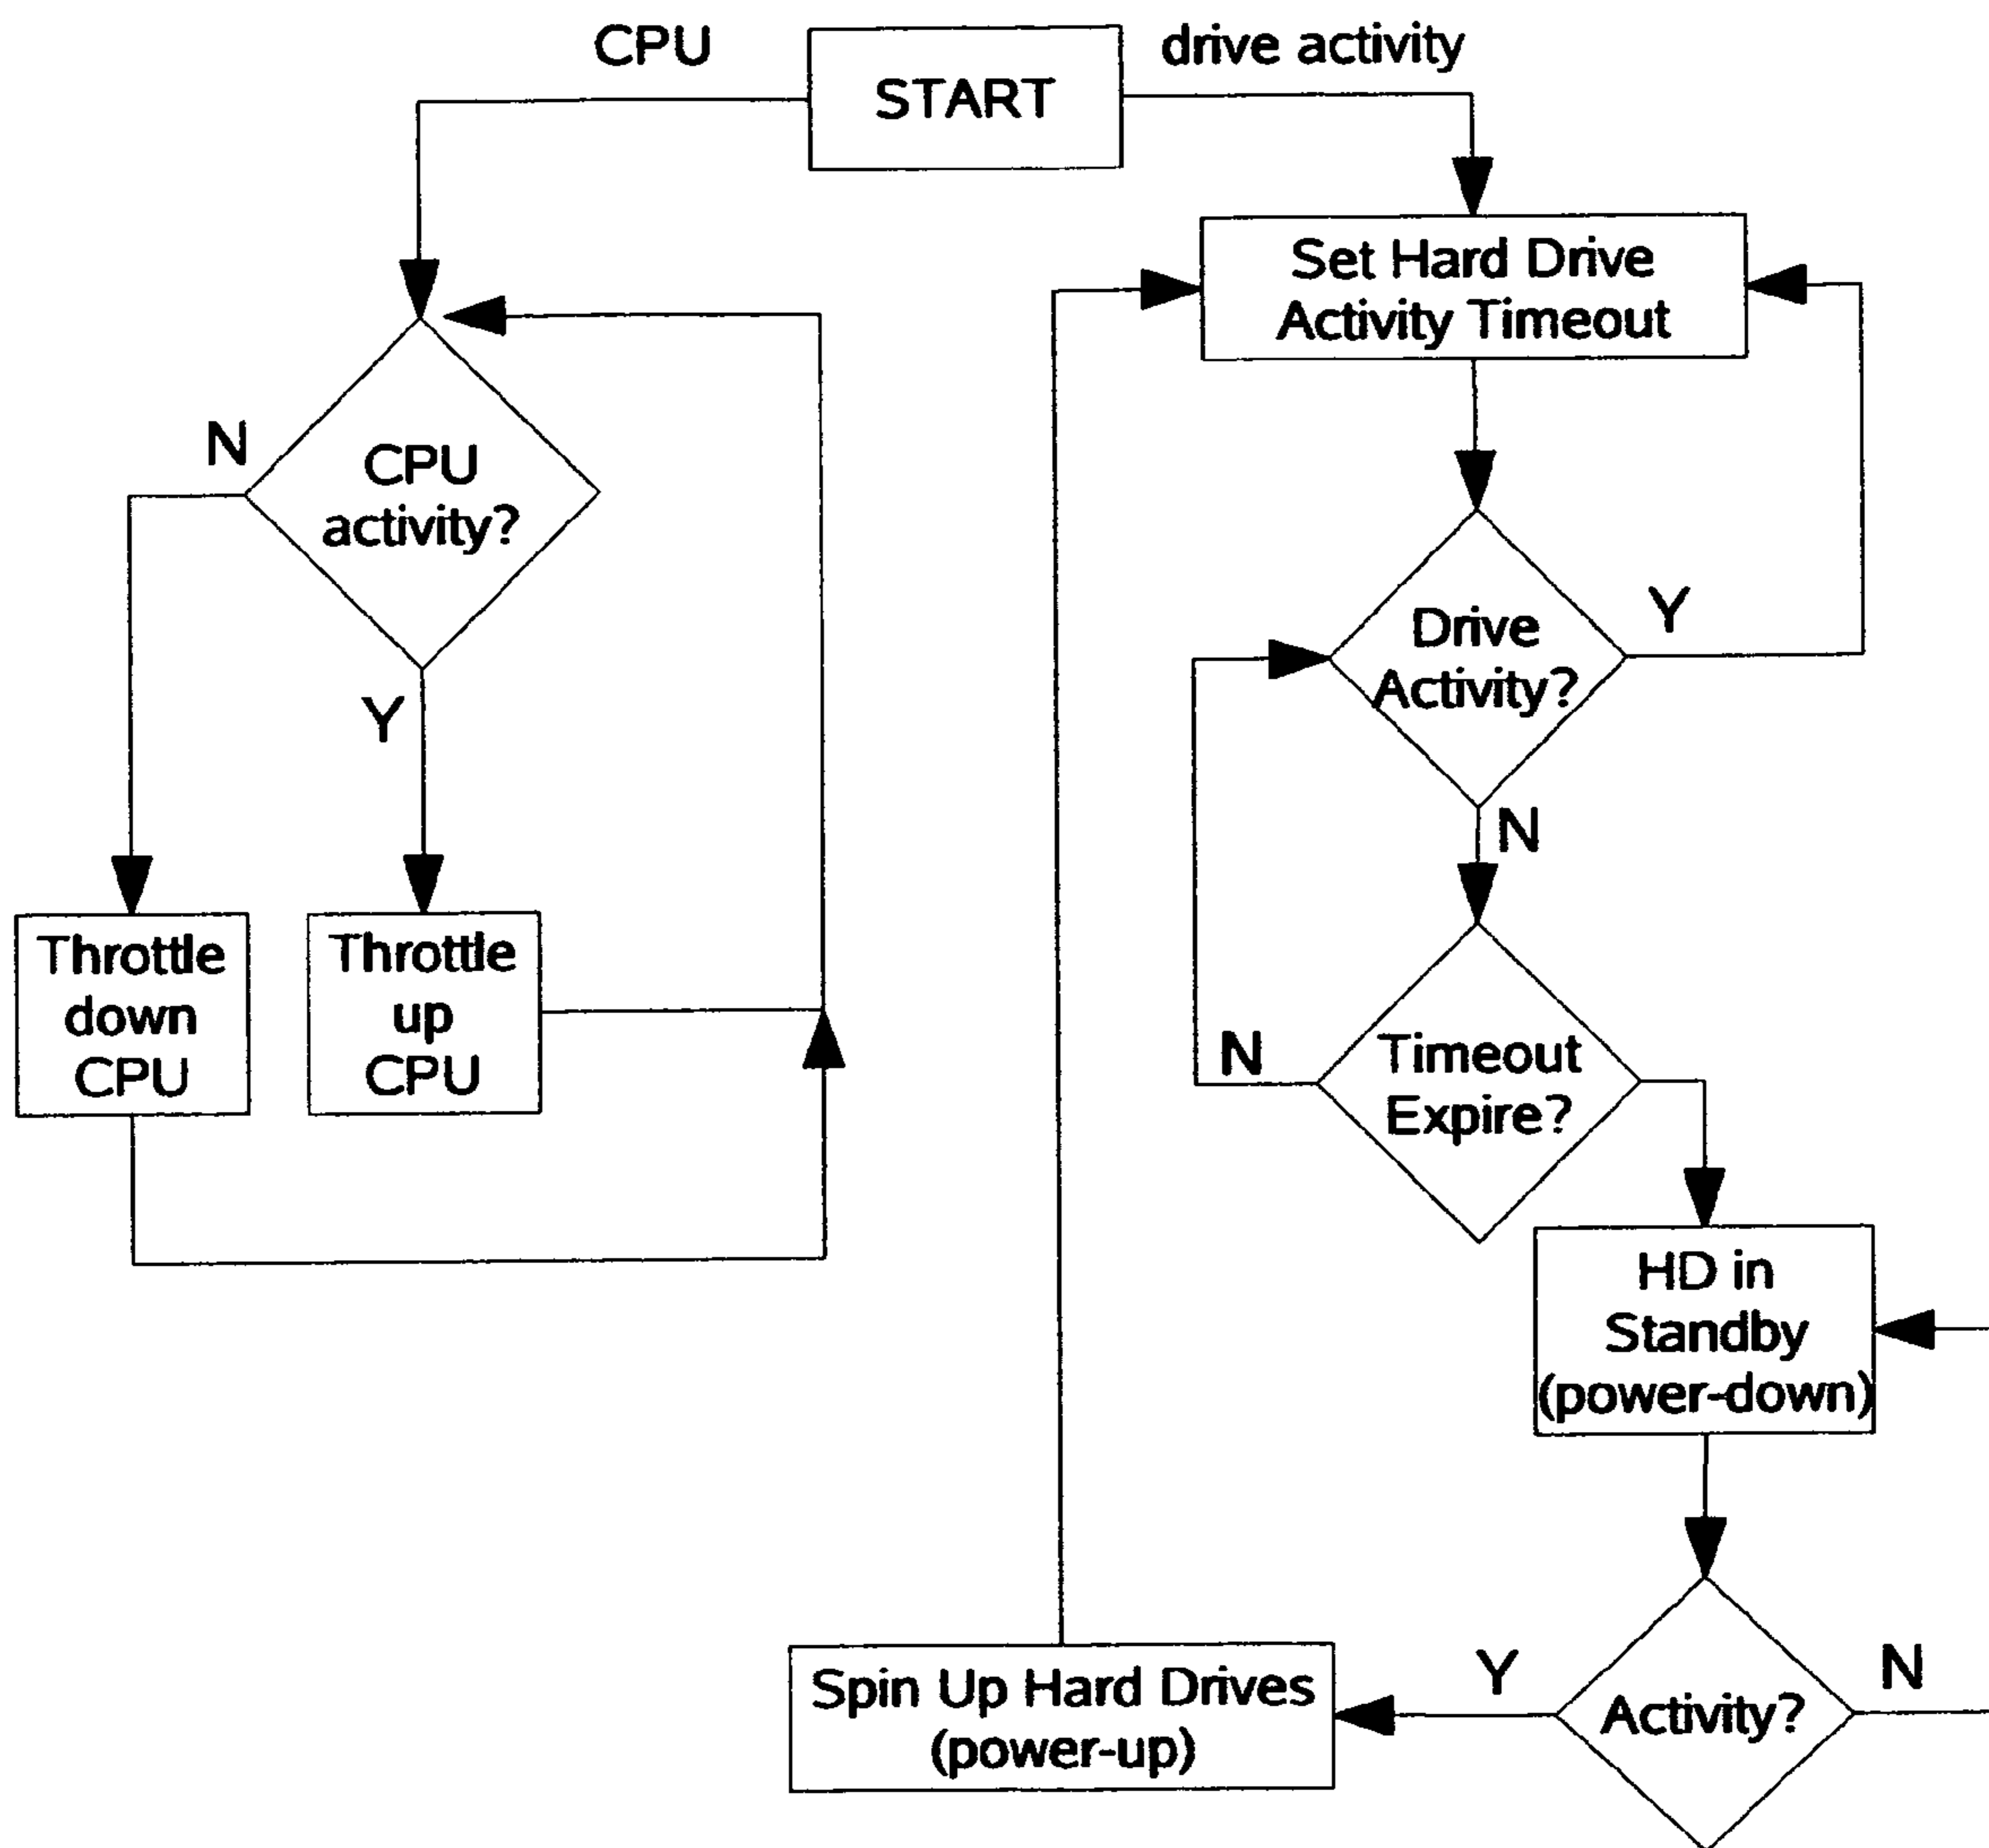 CPU
START
drive activity
Set Hard Drive
Activity Timeout
N
CPU
activity?
Y
Drive
Activity?
Y
N
Throttle
down
CPU
Throttle
up
CPU
N
Timeout
Expire?
HD in
Standby
(power-down)
Spin Up Hard Drives
(power-up)
Y
Activity?
N